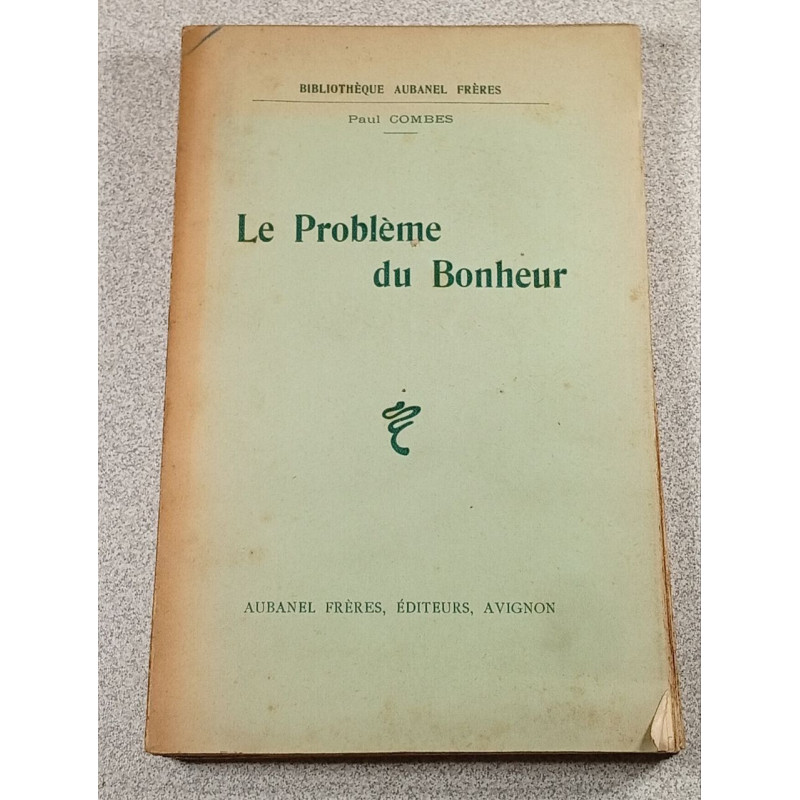 BIBLIOTHÈQUE AUBANEL FRÈRES
Paul COMBES
Le Problème
du Bonheur
AUBANEL FRÈRES, ÉDITEURS, AVIGNON